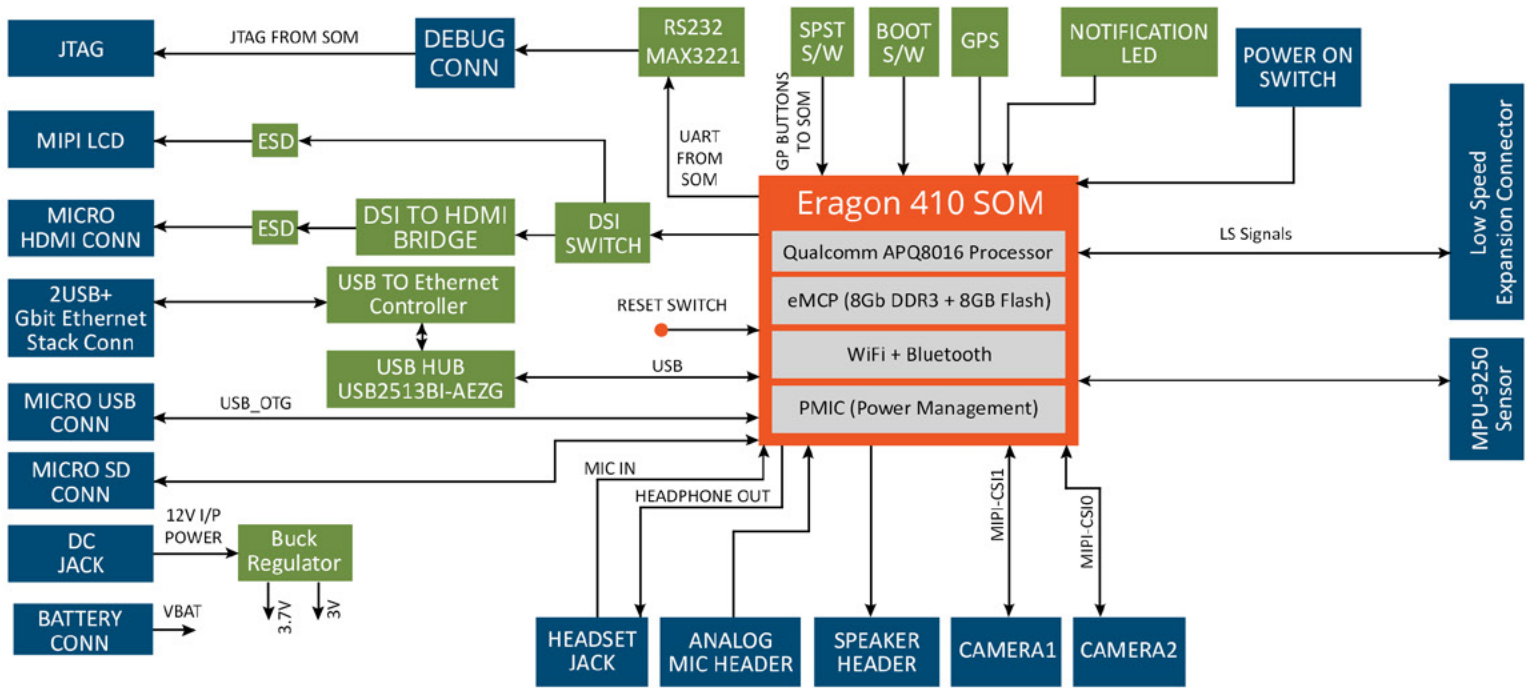 JTAG
JTAG FROM SOM
DEBUG
CONN
RS232
MAX3221
SPST
S/W
BOOT
S/W
GPS
NOTIFICATION
LED
POWER ON
SWITCH
Low Speed
Expansion Connector
MIPI LCD
ESD
UART
FROM
SOM
GP BUTTONS
TO SOM
MICRO
HDMI CONN
ESD
DSI TO HDMI
BRIDGE
DSI
SWITCH
Eragon 410 SOM
Qualcomm APQ8016 Processor
eMCP (8Gb DDR3 + 8GB Flash)
WiFi + Bluetooth
PMIC (Power Management)
LS Signals
2USB+
Gbit Ethernet
Stack Conn
USB TO Ethernet
Controller
RESET SWITCH
USB HUB
USB2513BI-AEZG
USB
MPU-9250
Sensor
MICRO USB
CONN
USB_OTG
MICRO SD
CONN
MIC IN
HEADPHONE OUT
MIPI-CSI1
MIPI-CSI0
DC
JACK
12V I/P
POWER
Buck
Regulator
3.7V
3V
BATTERY
CONN
VBAT
HEADSET
JACK
ANALOG
MIC HEADER
SPEAKER
HEADER
CAMERA1
CAMERA2